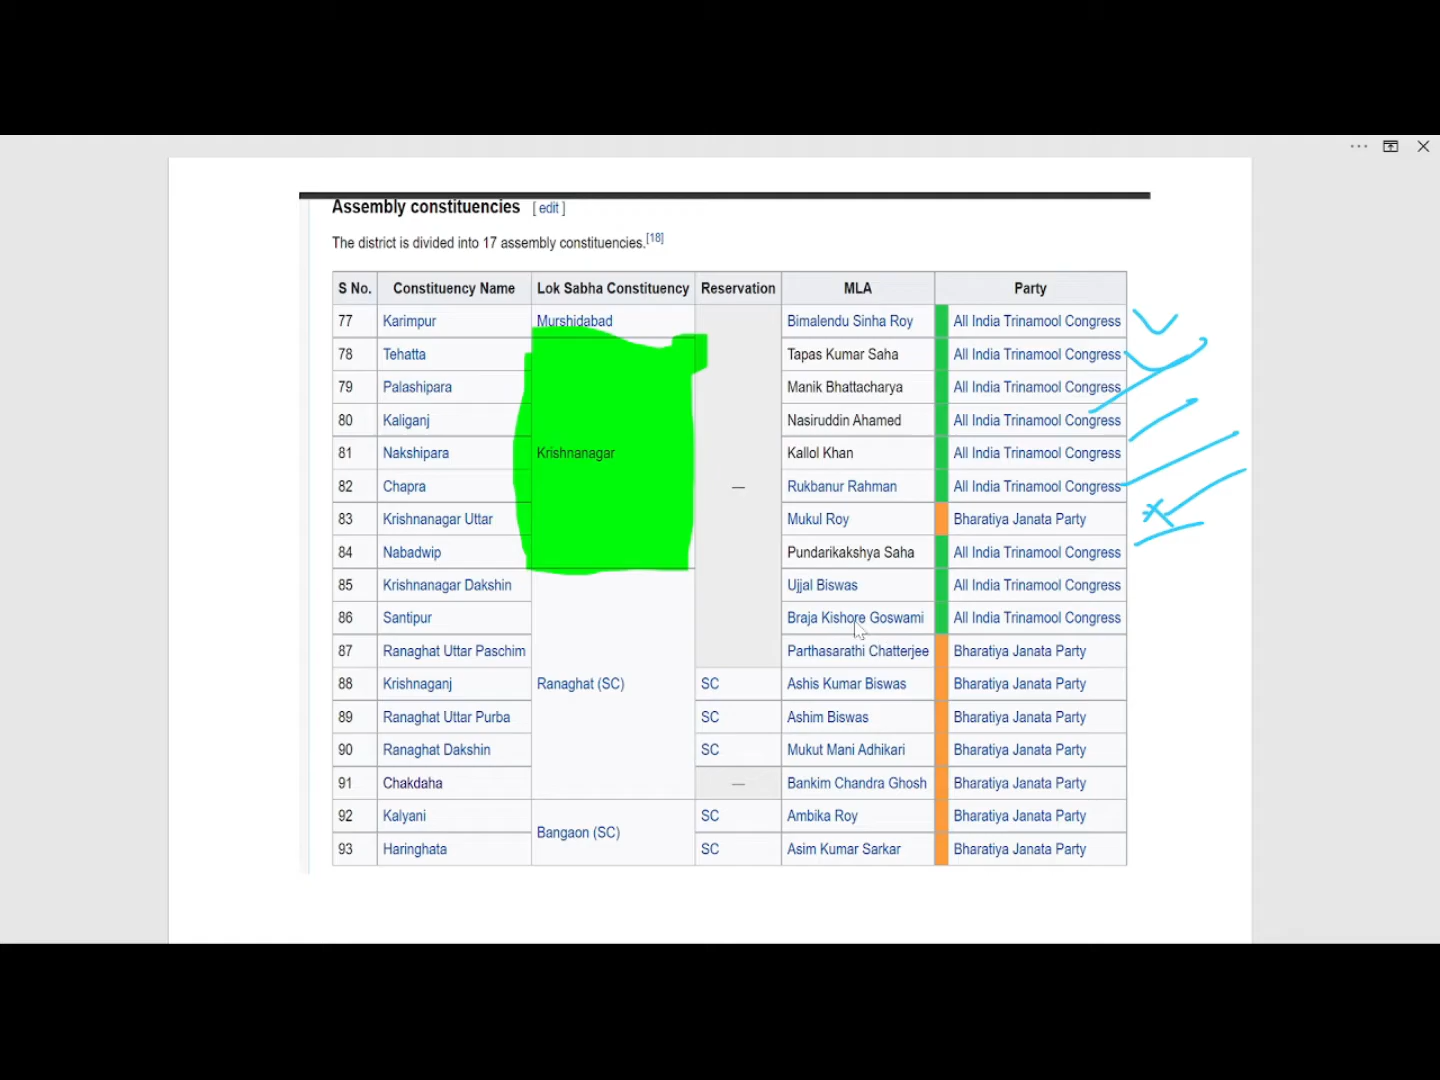 Assembly constituencies [ edit ]
The district is divided into 17 assembly constituencies.[18]
S No. Constituency Name Lok Sabha Constituency Reservation MLA Party
77 Karimpur Murshidabad Bimalendu Sinha Roy All India Trinamool Congress
78 Tehatta Tapas Kumar Saha All India Trinamool Congress
79 Palashipara Manik Bhattacharya All India Trinamool Congress
80 Kaliganj Nasiruddin Ahamed All India Trinamool Congress
81 Nakshipara Krishnanagar Kallol Khan All India Trinamool Congress
82 Chapra — Rukbanur Rahman All India Trinamool Congress
83 Krishnanagar Uttar Mukul Roy Bharatiya Janata Party
84 Nabadwip Pundarikakshya Saha All India Trinamool Congress
85 Krishnanagar Dakshin Ujjal Biswas All India Trinamool Congress
86 Santipur Braja Kishore Goswami All India Trinamool Congress
87 Ranaghat Uttar Paschim Parthasarathi Chatterjee Bharatiya Janata Party
88 Krishnaganj Ranaghat (SC) SC Ashis Kumar Biswas Bharatiya Janata Party
89 Ranaghat Uttar Purba SC Ashim Biswas Bharatiya Janata Party
90 Ranaghat Dakshin SC Mukut Mani Adhikari Bharatiya Janata Party
91 Chakdaha — Bankim Chandra Ghosh Bharatiya Janata Party
92 Kalyani Bangaon (SC) SC Ambika Roy Bharatiya Janata Party
93 Haringhata SC Asim Kumar Sarkar Bharatiya Janata Party